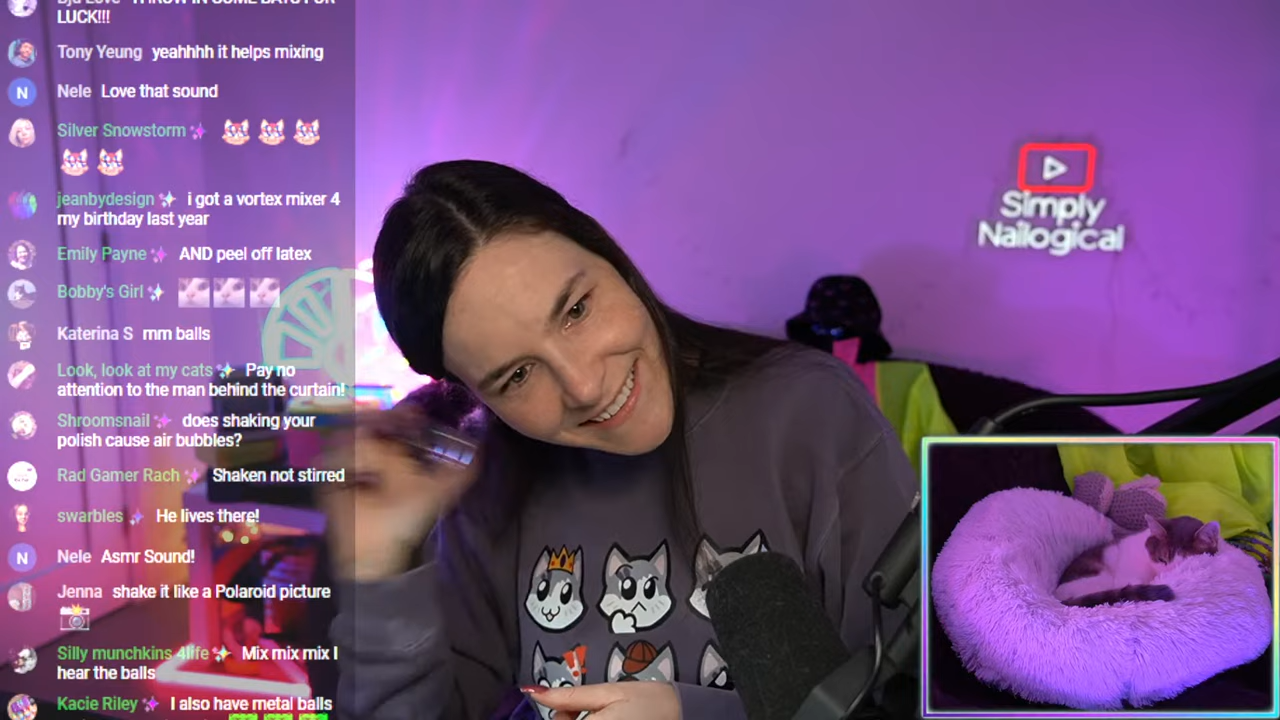 LUCK!!!
Tony Yeung yeahhhh it helps mixing
N Nele Love that sound
Silver Snowstorm
jeanbydesign i got a vortex mixer 4
my birthday last year
Emily Payne AND peel off latex
Bobby's Girl
Katerina S mm balls
Look, look at my cats Pay no
attention to the man behind the curtain!
Shroomsnail does shaking your
polish cause air bubbles?
Rad Gamer Rach Shaken not stirred
swarbles He lives there!
N Nele Asmr Sound!
Jenna shake it like a Polaroid picture
Silly munchkins 4life Mix mix mix I
hear the balls
Kacie Riley I also have metal balls
Simply
Nailogical